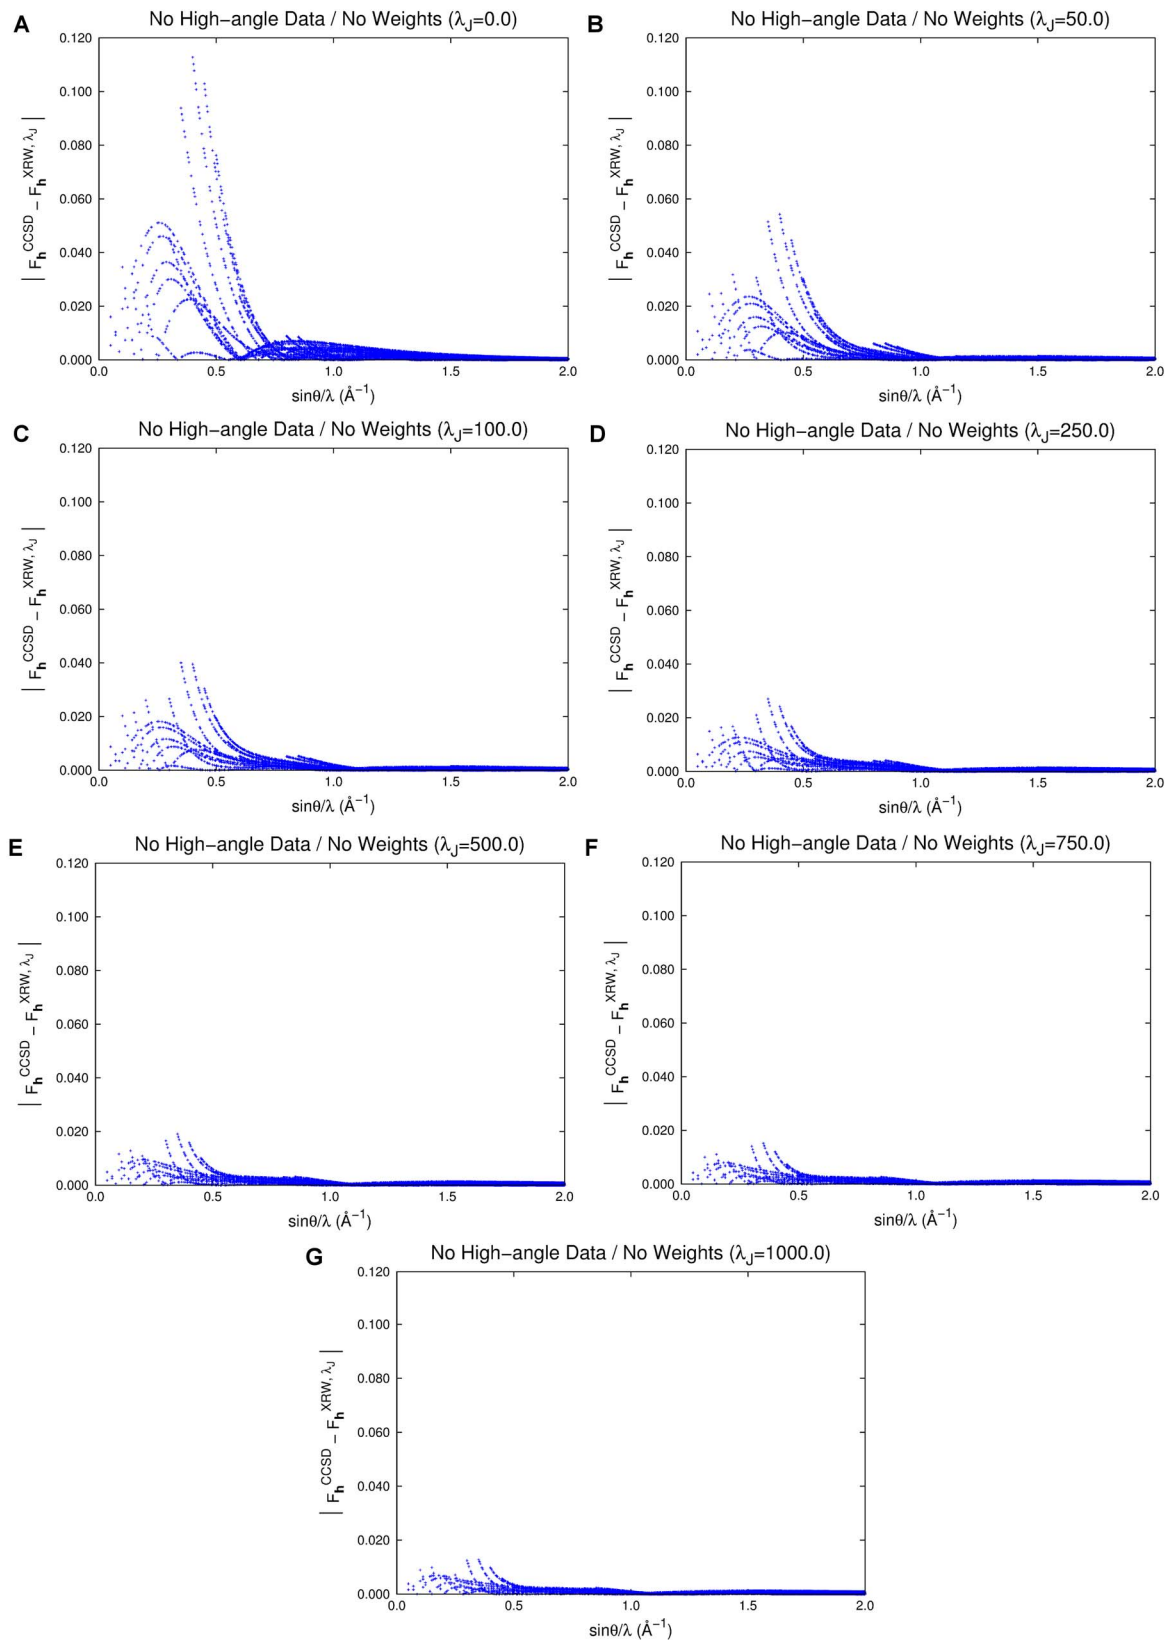 A
No High−angle Data / No Weights (λJ=0.0)
0.120
0.100
0.080
0.060
0.040
0.020
0.000
| Fh^CCSD − Fh^XRW, λJ |
0.0 0.5 1.0 1.5 2.0
sinθ/λ (Å−1)
B
No High−angle Data / No Weights (λJ=50.0)
0.120
0.100
0.080
0.060
0.040
0.020
0.000
| Fh^CCSD − Fh^XRW, λJ |
0.0 0.5 1.0 1.5 2.0
sinθ/λ (Å−1)
C
No High−angle Data / No Weights (λJ=100.0)
0.120
0.100
0.080
0.060
0.040
0.020
0.000
| Fh^CCSD − Fh^XRW, λJ |
0.0 0.5 1.0 1.5 2.0
sinθ/λ (Å−1)
D
No High−angle Data / No Weights (λJ=250.0)
0.120
0.100
0.080
0.060
0.040
0.020
0.000
| Fh^CCSD − Fh^XRW, λJ |
0.0 0.5 1.0 1.5 2.0
sinθ/λ (Å−1)
E
No High−angle Data / No Weights (λJ=500.0)
0.120
0.100
0.080
0.060
0.040
0.020
0.000
| Fh^CCSD − Fh^XRW, λJ |
0.0 0.5 1.0 1.5 2.0
sinθ/λ (Å−1)
F
No High−angle Data / No Weights (λJ=750.0)
0.120
0.100
0.080
0.060
0.040
0.020
0.000
| Fh^CCSD − Fh^XRW, λJ |
0.0 0.5 1.0 1.5 2.0
sinθ/λ (Å−1)
G
No High−angle Data / No Weights (λJ=1000.0)
0.120
0.100
0.080
0.060
0.040
0.020
0.000
| Fh^CCSD − Fh^XRW, λJ |
0.0 0.5 1.0 1.5 2.0
sinθ/λ (Å−1)